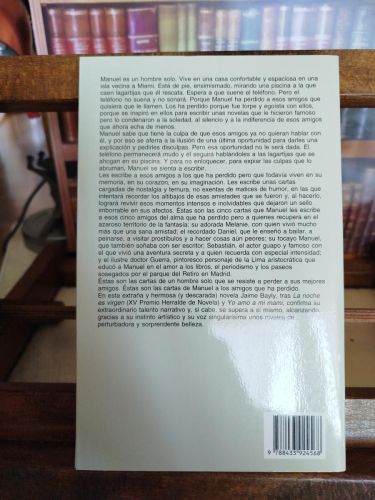 Manuel es un hombre solo. Vive en una casa confortable y espaciosa en una
isla vecina a Miami. Está de pie, ensimismado, mirando una piscina a la que
caen lagartijas que él rescata. Espera a que suene el teléfono. Pero el
teléfono no suena y no sonará. Porque Manuel ha perdido a esos amigos que
quisiera que le llamen. Los ha perdido porque fue torpe y egoísta con ellos,
porque se inspiró en ellos para escribir unas novelas que le hicieron famoso
pero lo condenaron a la soledad, al silencio y a la indiferencia de esos amigos
que ahora echa de menos.
Manuel sabe que tiene la culpa de que esos amigos ya no quieran hablar con
él, y por eso se aferra a la ilusión de una última oportunidad para darles una
explicación y pedirles disculpas. Pero esa oportunidad no le será dada. El
teléfono permanecerá mudo y él seguirá hablándoles a las lagartijas que se
ahogan en su piscina. Y para no enloquecer, para expiar las culpas que lo
abruman, Manuel se sienta a escribir.
Les escribe a esos amigos a los que ha perdido pero que todavía viven en su
memoria, en su corazón, en su imaginación. Les escribe unas cartas
cargadas de nostalgia y ternura, no exentas de matices de humor, en las que
intentará recordar los altibajos de esas amistades que se fueron y, al hacerlo,
logrará revivir esos momentos intensos e inolvidables que dejaron un sello
imborrable en sus afectos. Éstas son las cinco cartas que Manuel les escribe
a esos cinco amigos del alma que ha perdido pero a quienes recupera en el
azaroso territorio de la fantasía: su adorada Melanie, con quien vivió mucho
más que una sana amistad; el recordado Daniel, que le enseñó a bailar, a
peinarse, a visitar prostíbulos y a hacer cosas aún peores; su tocayo Manuel,
que también soñaba con ser escritor; Sebastián, el actor guapo y famoso con
el que vivió una aventura secreta y a quien recuerda con especial intensidad;
y el ilustre doctor Guerra, pintoresco personaje de la Lima aristocrática que
educó a Manuel en el amor a los libros, el periodismo y los paseos
sosegados por el parque del Retiro en Madrid.
Éstas son las cartas de un hombre solo que se resiste a perder a sus mejores
amigos. Éstas son las cartas de Manuel a los amigos que ha perdido.
En esta extraña y hermosa (y descarada) novela Jaime Bayly, tras La noche
es virgen (XV Premio Herralde de Novela) y Yo amo a mi mami, confirma su
extraordinario talento narrativo y, si cabe, se supera a sí mismo, alcanzando,
gracias a su instinto artístico y su voz singularísima unos niveles de
perturbadora y sorprendente belleza.
9 788433 924568